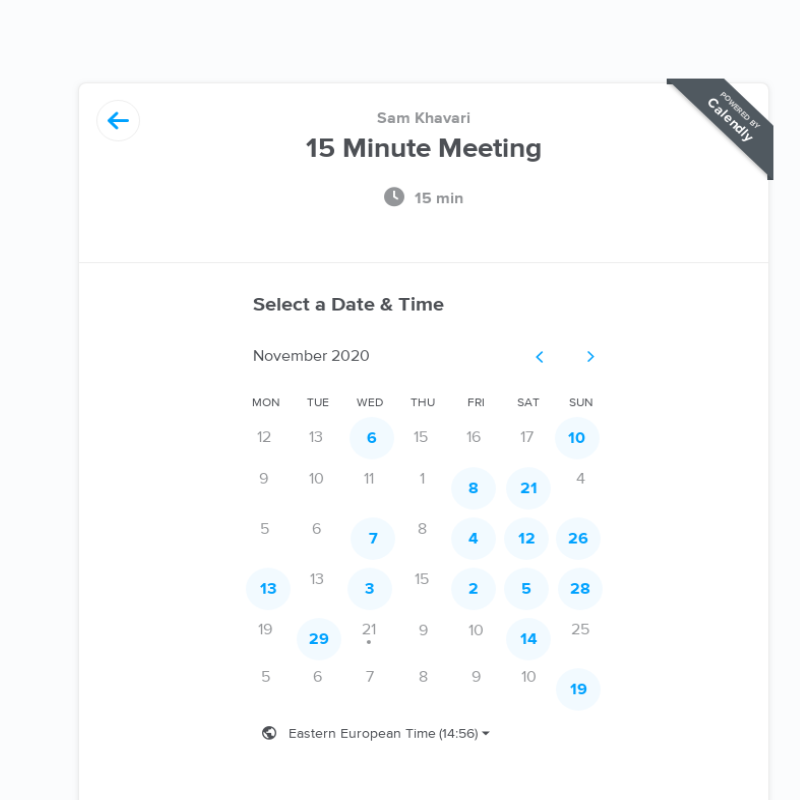 POWERED BY
Calendly
Sam Khavari
15 Minute Meeting
15 min
Select a Date & Time
November 2020
MON TUE WED THU FRI SAT SUN
12 13 6 15 16 17 10
9 10 11 1 8 21 4
5 6 7 8 4 12 26
13 13 3 15 2 5 28
19 29 21 9 10 14 25
5 6 7 8 9 10 19
Eastern European Time (14:56)